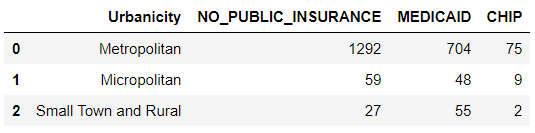 Urbanicity NO_PUBLIC_INSURANCE MEDICAID CHIP
0 Metropolitan 1292 704 75
1 Micropolitan 59 48 9
2 Small Town and Rural 27 55 2